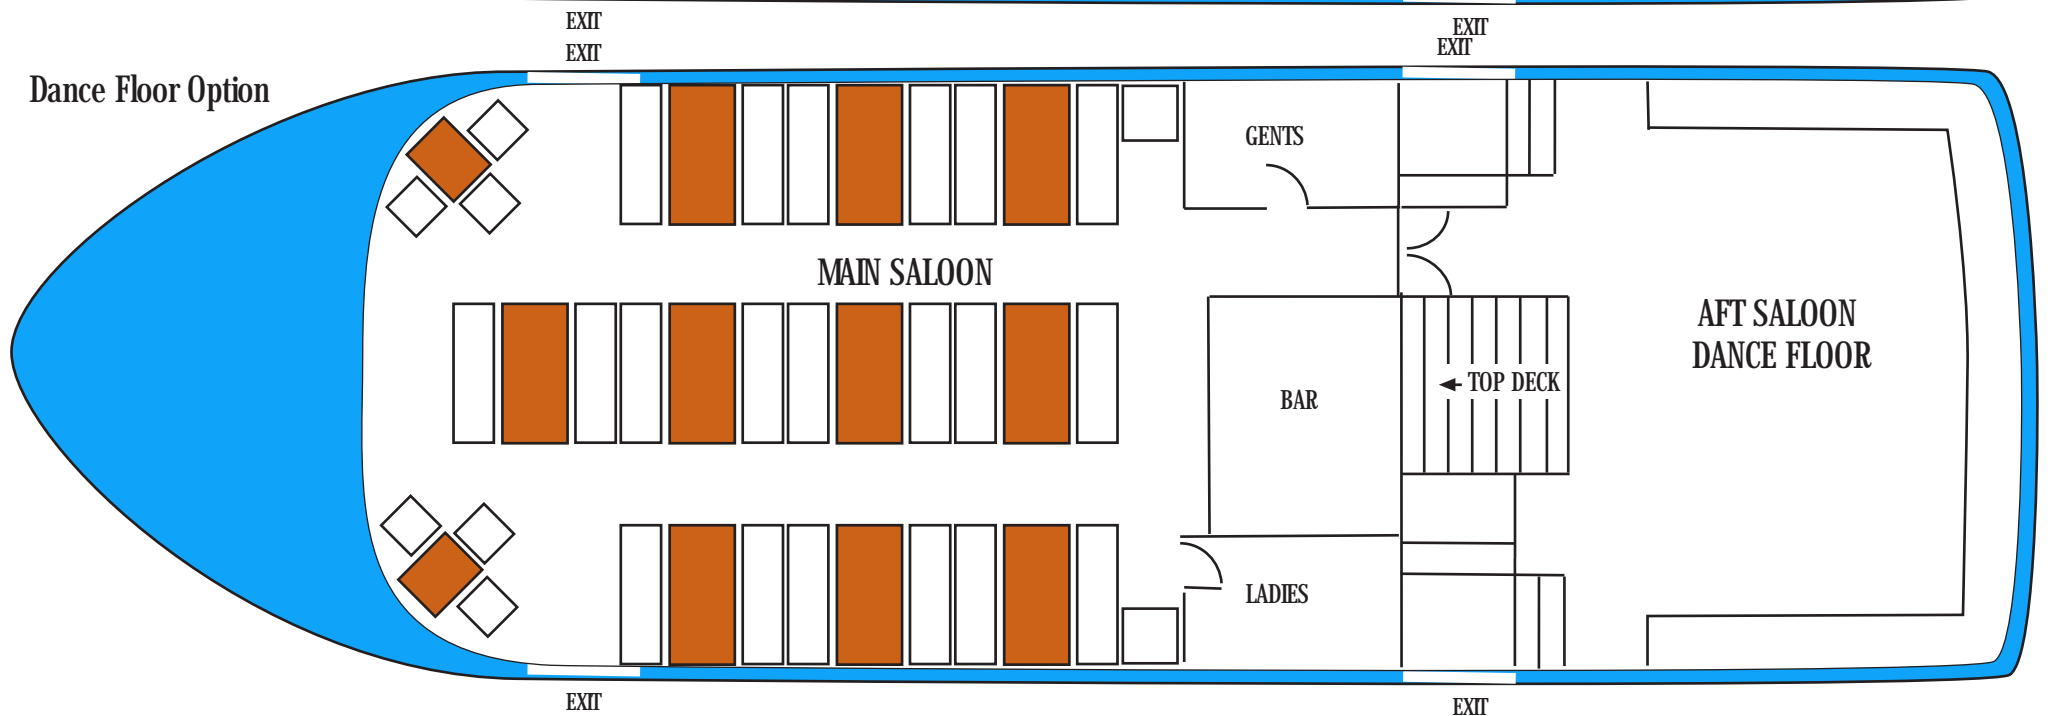 EXIT
EXIT
EXIT
EXIT
Dance Floor Option
GENTS
MAIN SALOON
AFT SALOON
DANCE FLOOR
TOP DECK
BAR
LADIES
EXIT
EXIT